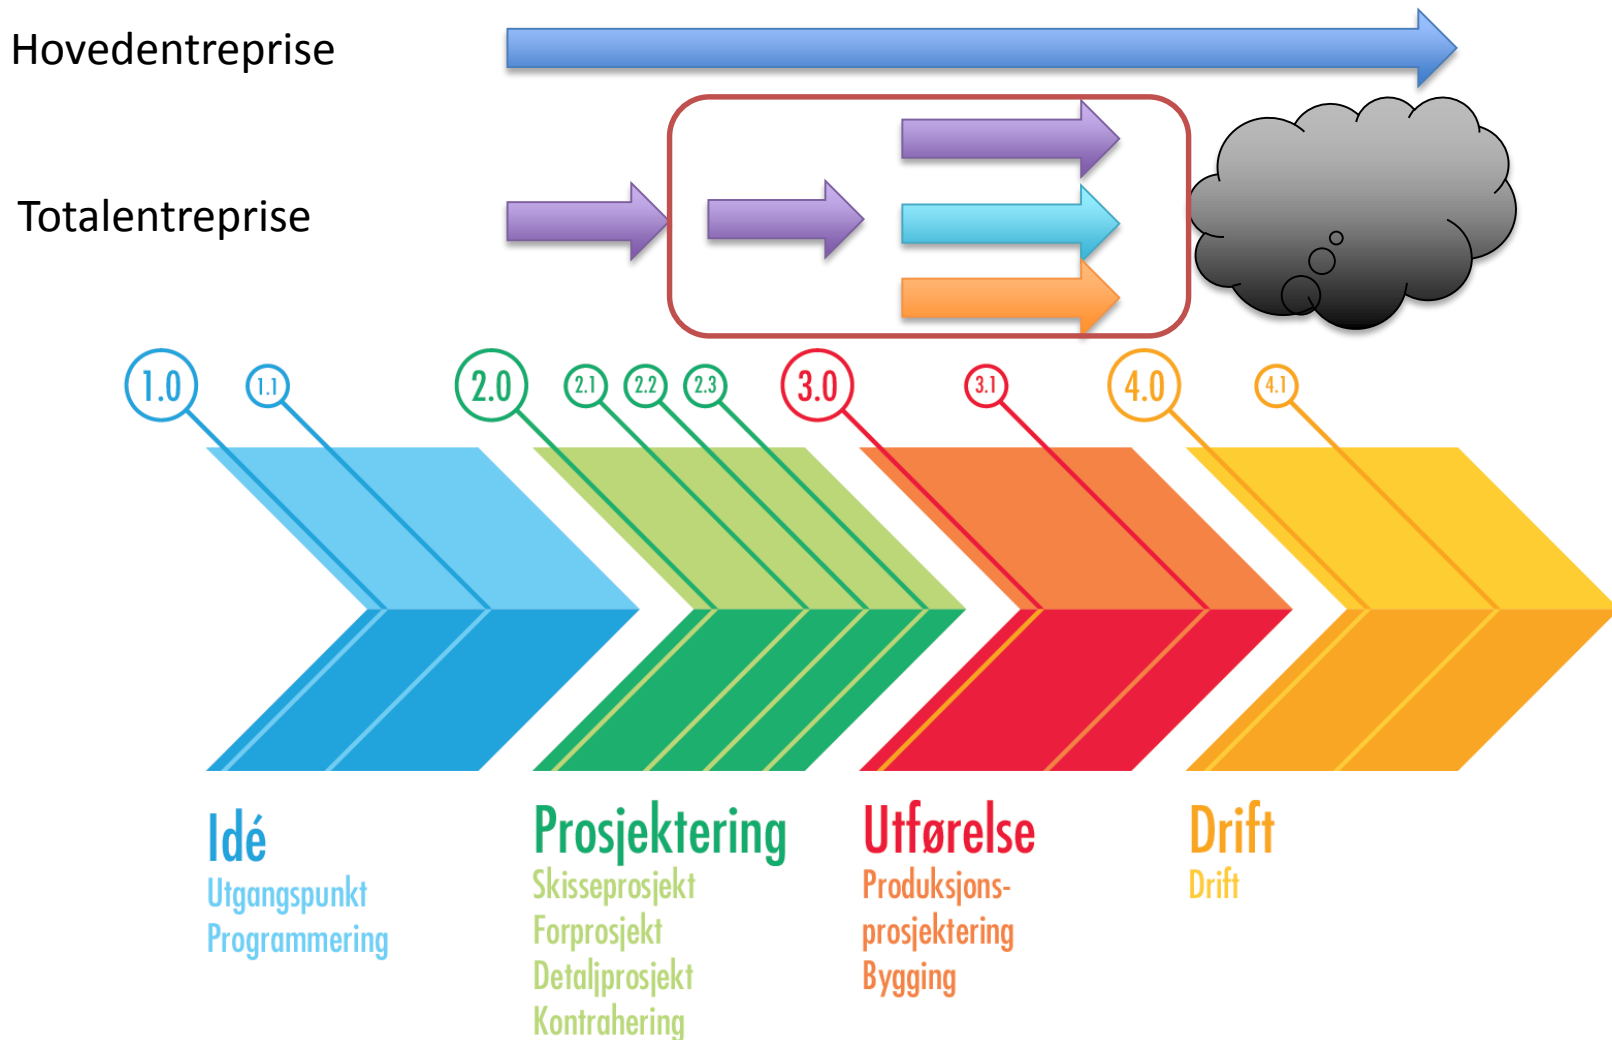 Hovedentreprise
Totalentreprise
1.0
1.1
2.0
2.1
2.2
2.3
3.0
3.1
4.0
4.1
Idé
Utgangspunkt
Programmering
Prosjektering
Skisseprosjekt
Forprosjekt
Detaljprosjekt
Kontrahering
Utførelse
Produksjons-
prosjektering
Bygging
Drift
Drift